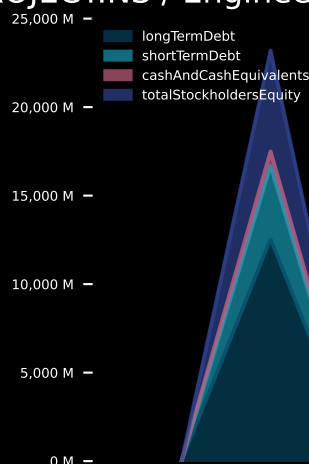 25,000 M
longTermDebt
shortTermDebt
cashAndCashEquivalents
totalStockholdersEquity
20,000 M
15,000 M
10,000 M
5,000 M
0 M